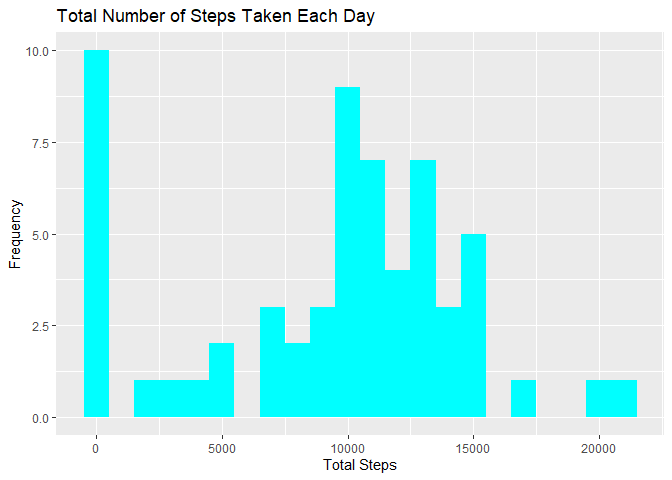 Total Number of Steps Taken Each Day
10.0
7.5
5.0
2.5
0.0
Frequency
0 5000 10000 15000 20000
Total Steps